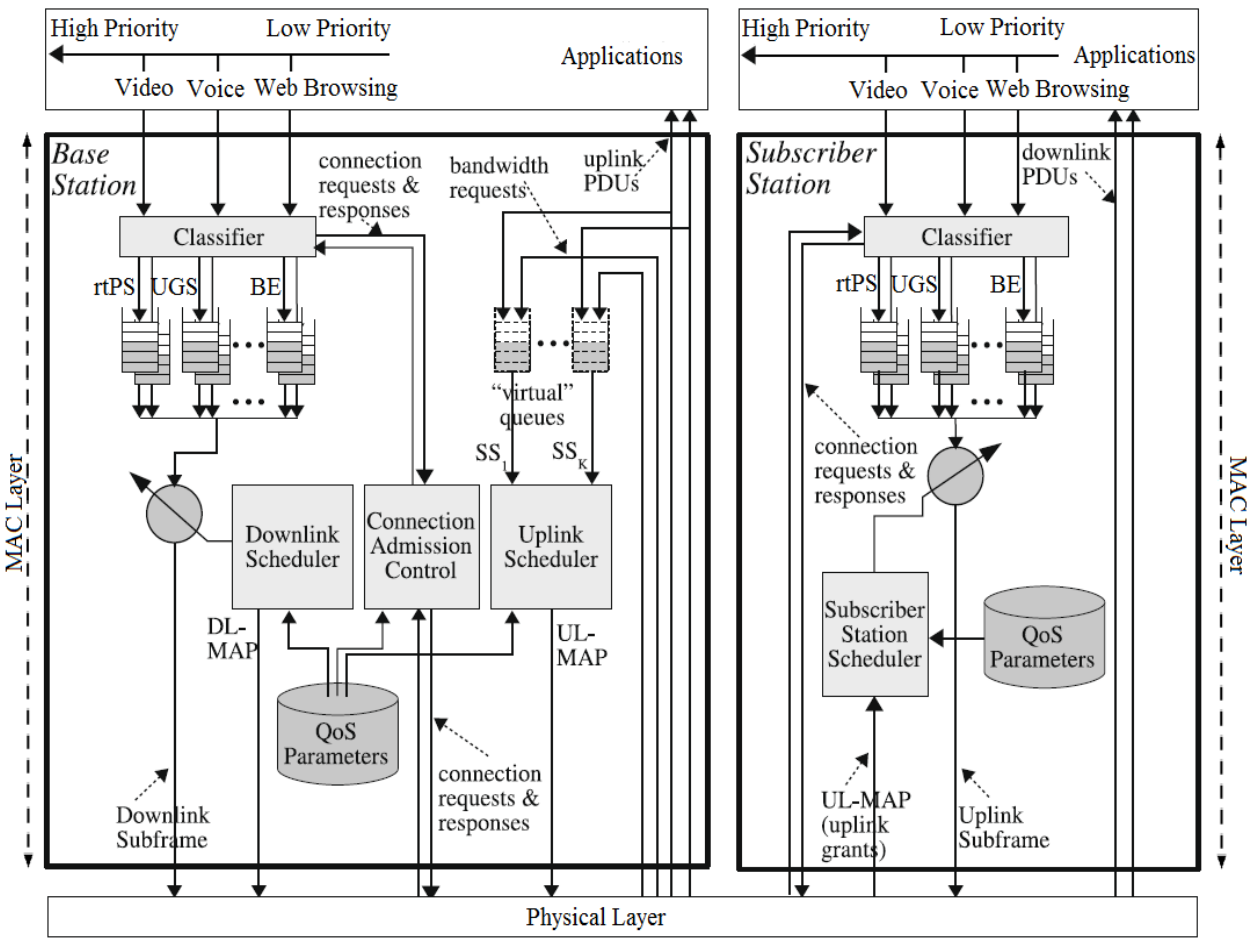 High Priority
Low Priority
Applications
Video
Voice
Web Browsing
Base
Station
connection
requests &
responses
bandwidth
requests
uplink
PDUs
Classifier
rtPS
UGS
BE
“virtual”
queues
SS1
SSK
Downlink
Scheduler
Connection
Admission
Control
Uplink
Scheduler
DL-
MAP
UL-
MAP
QoS
Parameters
connection
requests &
responses
Downlink
Subframe
MAC Layer
High Priority
Low Priority
Applications
Video
Voice
Web Browsing
Subscriber
Station
downlink
PDUs
Classifier
rtPS
UGS
BE
connection
requests &
responses
Subscriber
Station
Scheduler
QoS
Parameters
UL-MAP
(uplink
grants)
Uplink
Subframe
MAC Layer
Physical Layer